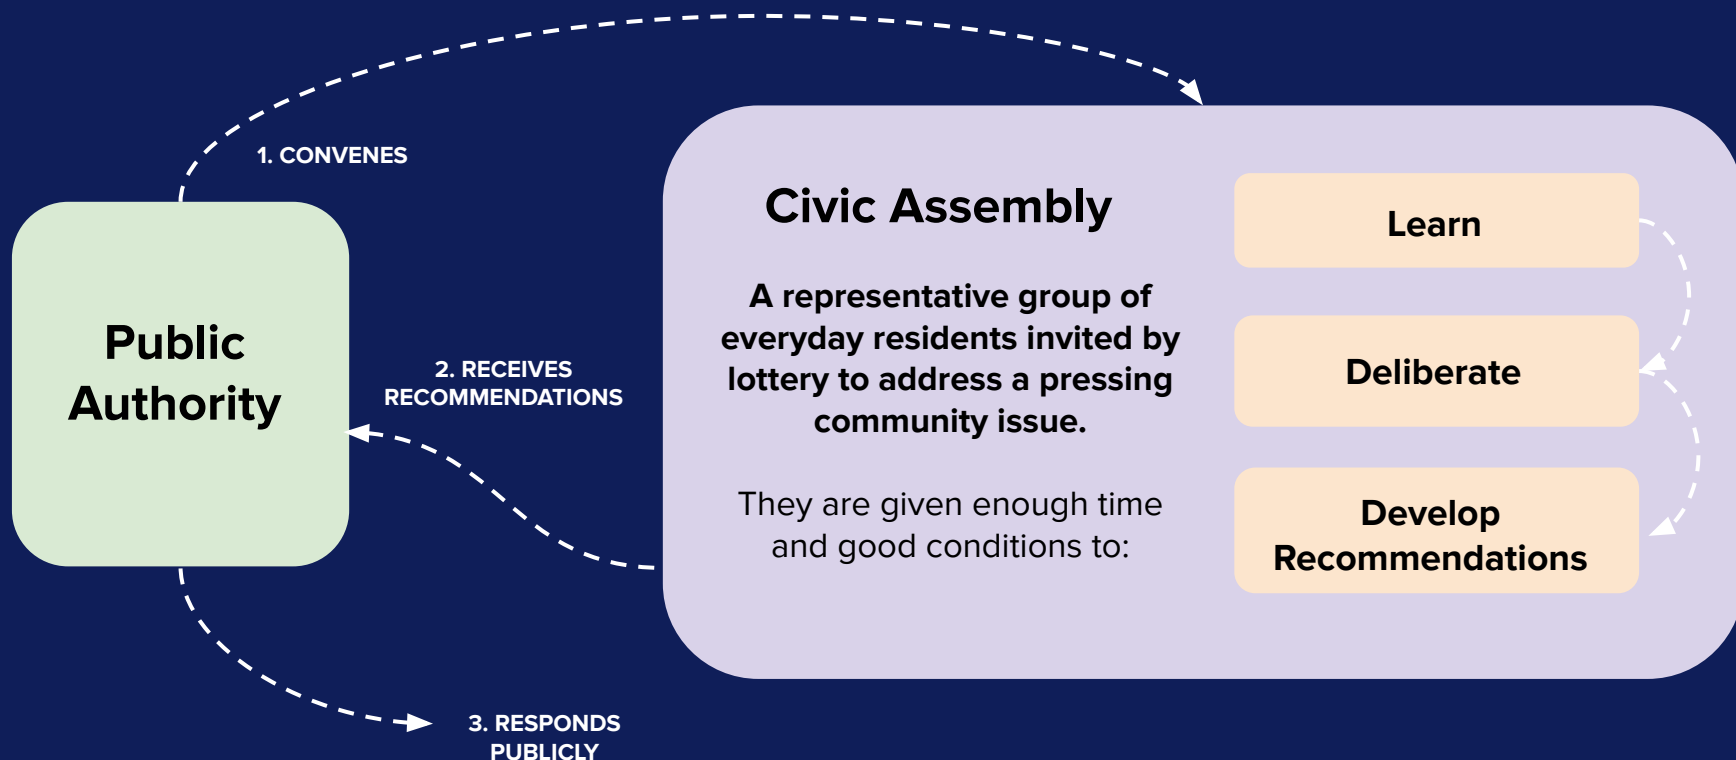 1. CONVENES
Public
Authority
2. RECEIVES
RECOMMENDATIONS
3. RESPONDS
PUBLICLY
Civic Assembly
A representative group of
everyday residents invited by
lottery to address a pressing
community issue.
They are given enough time
and good conditions to:
Learn
Deliberate
Develop
Recommendations